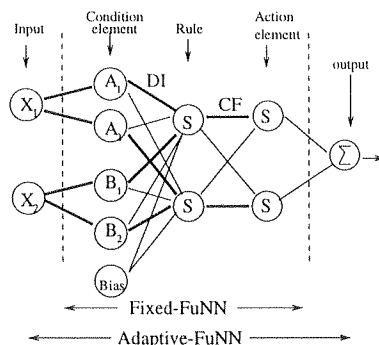 Input
Condition
element
Rule
Action
element
output
X1
X2
A1
A2
B1
B2
Bias
DI
CF
S
S
S
S
Σ
Fixed-FuNN
Adaptive-FuNN